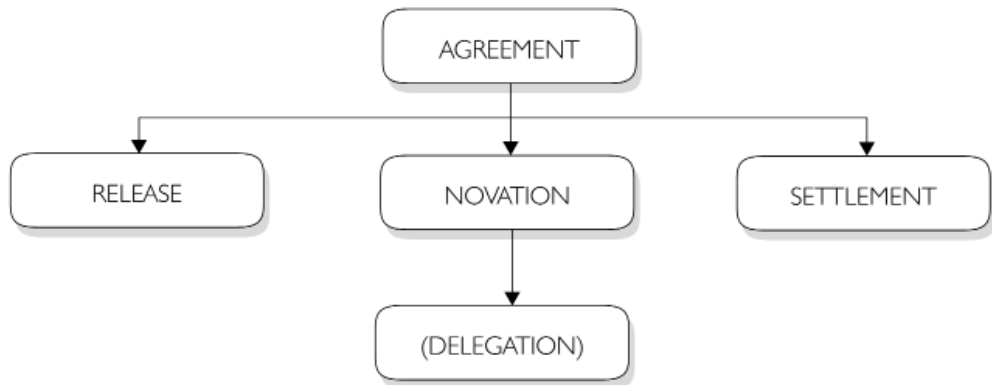 AGREEMENT
RELEASE
NOVATION
SETTLEMENT
(DELEGATION)